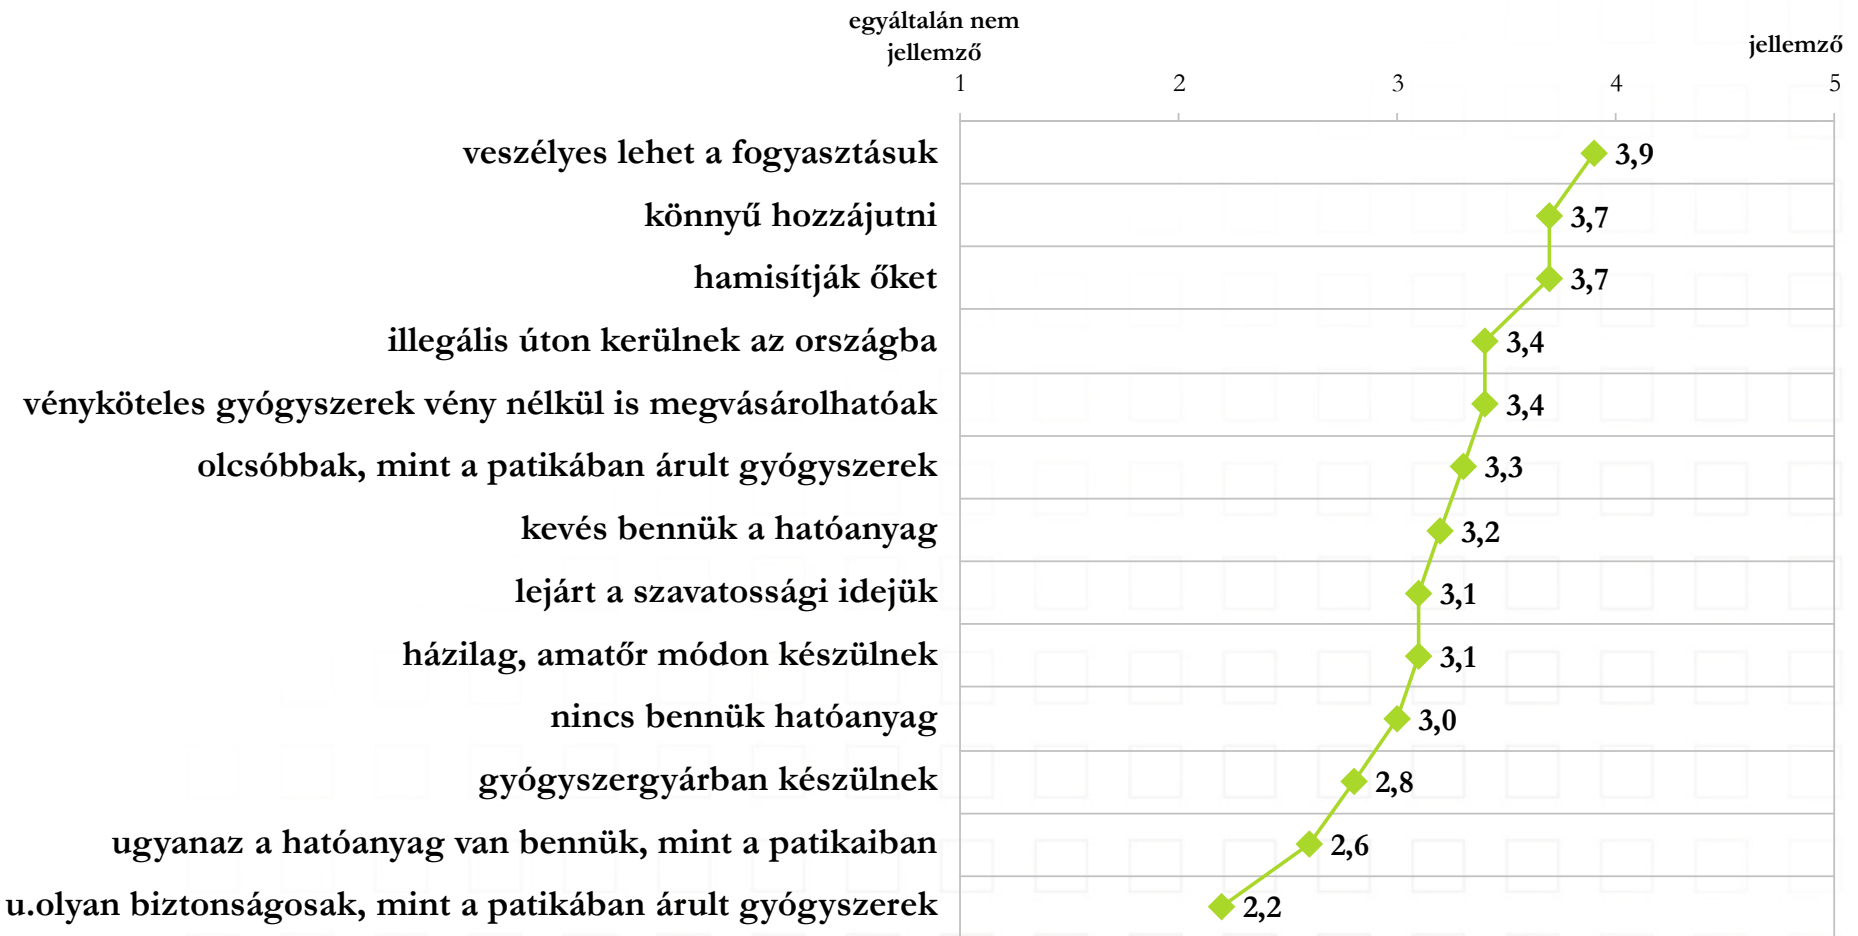 egyáltalán nem
jellemző
jellemző
1 2 3 4 5
veszélyes lehet a fogyasztásuk 3,9
könnyű hozzájutni 3,7
hamisítják őket 3,7
illegális úton kerülnek az országba 3,4
vényköteles gyógyszerek vény nélkül is megvásárolhatóak 3,4
olcsóbbak, mint a patikában árult gyógyszerek 3,3
kevés bennük a hatóanyag 3,2
lejárt a szavatossági idejük 3,1
házilag, amatőr módon készülnek 3,1
nincs bennük hatóanyag 3,0
gyógyszergyárban készülnek 2,8
ugyanaz a hatóanyag van bennük, mint a patikaiban 2,6
u.olyan biztonságosak, mint a patikában árult gyógyszerek 2,2